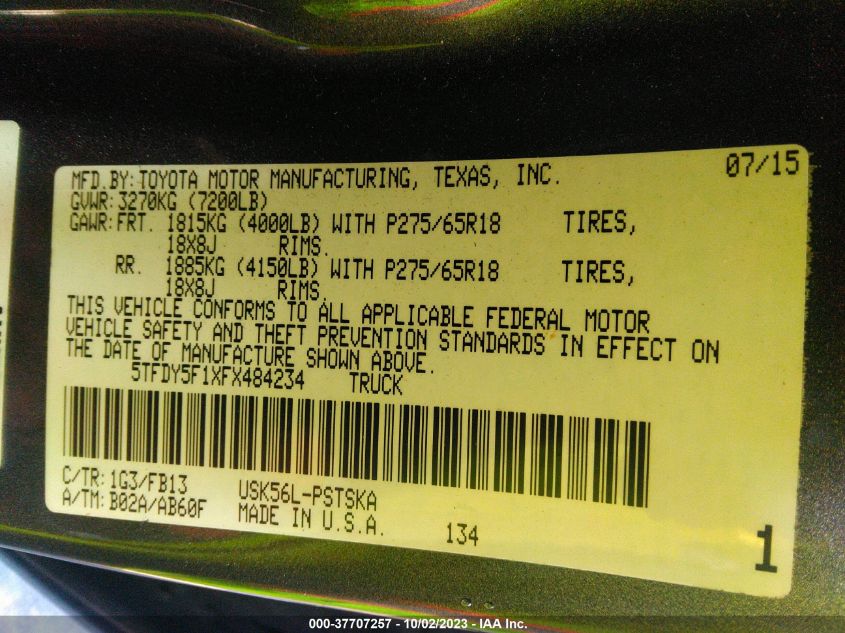 07/15
MFD. BY: TOYOTA MOTOR MANUFACTURING, TEXAS, INC.
GVWR: 3270KG (7200LB)
GAWR: FRT. 1815KG (4000LB) WITH P275/65R18 TIRES,
18X8J RIMS.
RR. 1885KG (4150LB) WITH P275/65R18 TIRES,
18X8J RIMS.
THIS VEHICLE CONFORMS TO ALL APPLICABLE FEDERAL MOTOR
VEHICLE SAFETY AND THEFT PREVENTION STANDARDS IN EFFECT ON
THE DATE OF MANUFACTURE SHOWN ABOVE.
5TFDY5F1XFX484234 TRUCK
C/TR: 1G3/FB13 USK56L-PSTSKA
A/TM: B02A/AB60F MADE IN U.S.A. 134
1
000-37707257 - 10/02/2023 - IAA Inc.